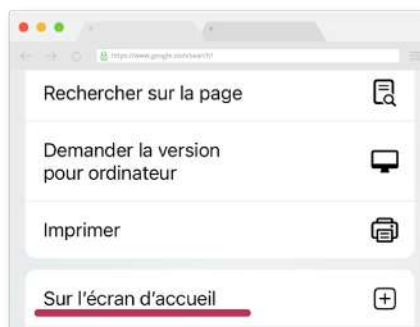 https://www.google.com/search/
Rechercher sur la page
Demander la version
pour ordinateur
Imprimer
Sur l'écran d'accueil